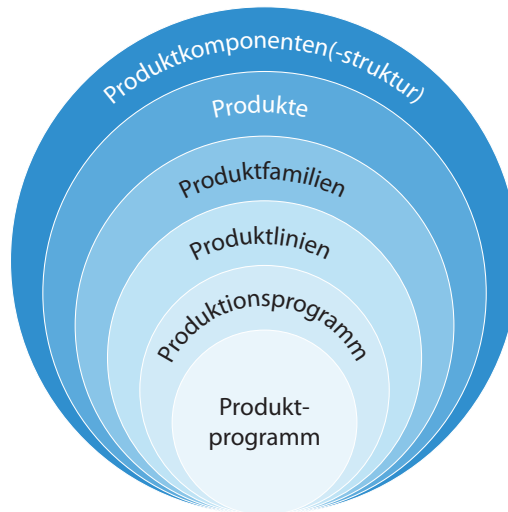 Produktkomponenten(-struktur)
Produkte
Produktfamilien
Produktlinien
Produktionsprogramm
Produkt-
programm